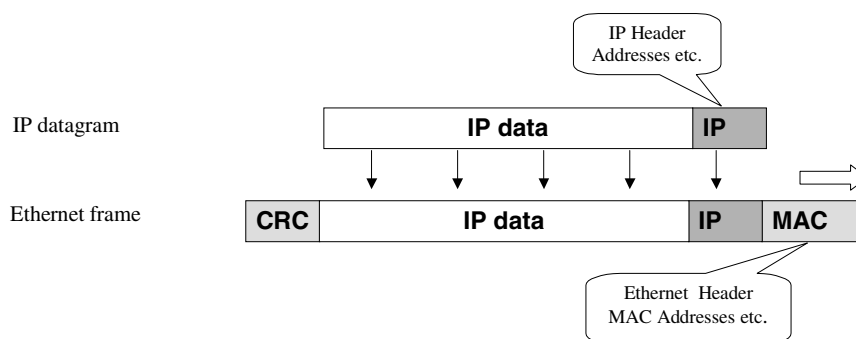 IP Header
Addresses etc.
IP datagram
IP data
IP
Ethernet frame
CRC
IP data
IP
MAC
Ethernet Header
MAC Addresses etc.